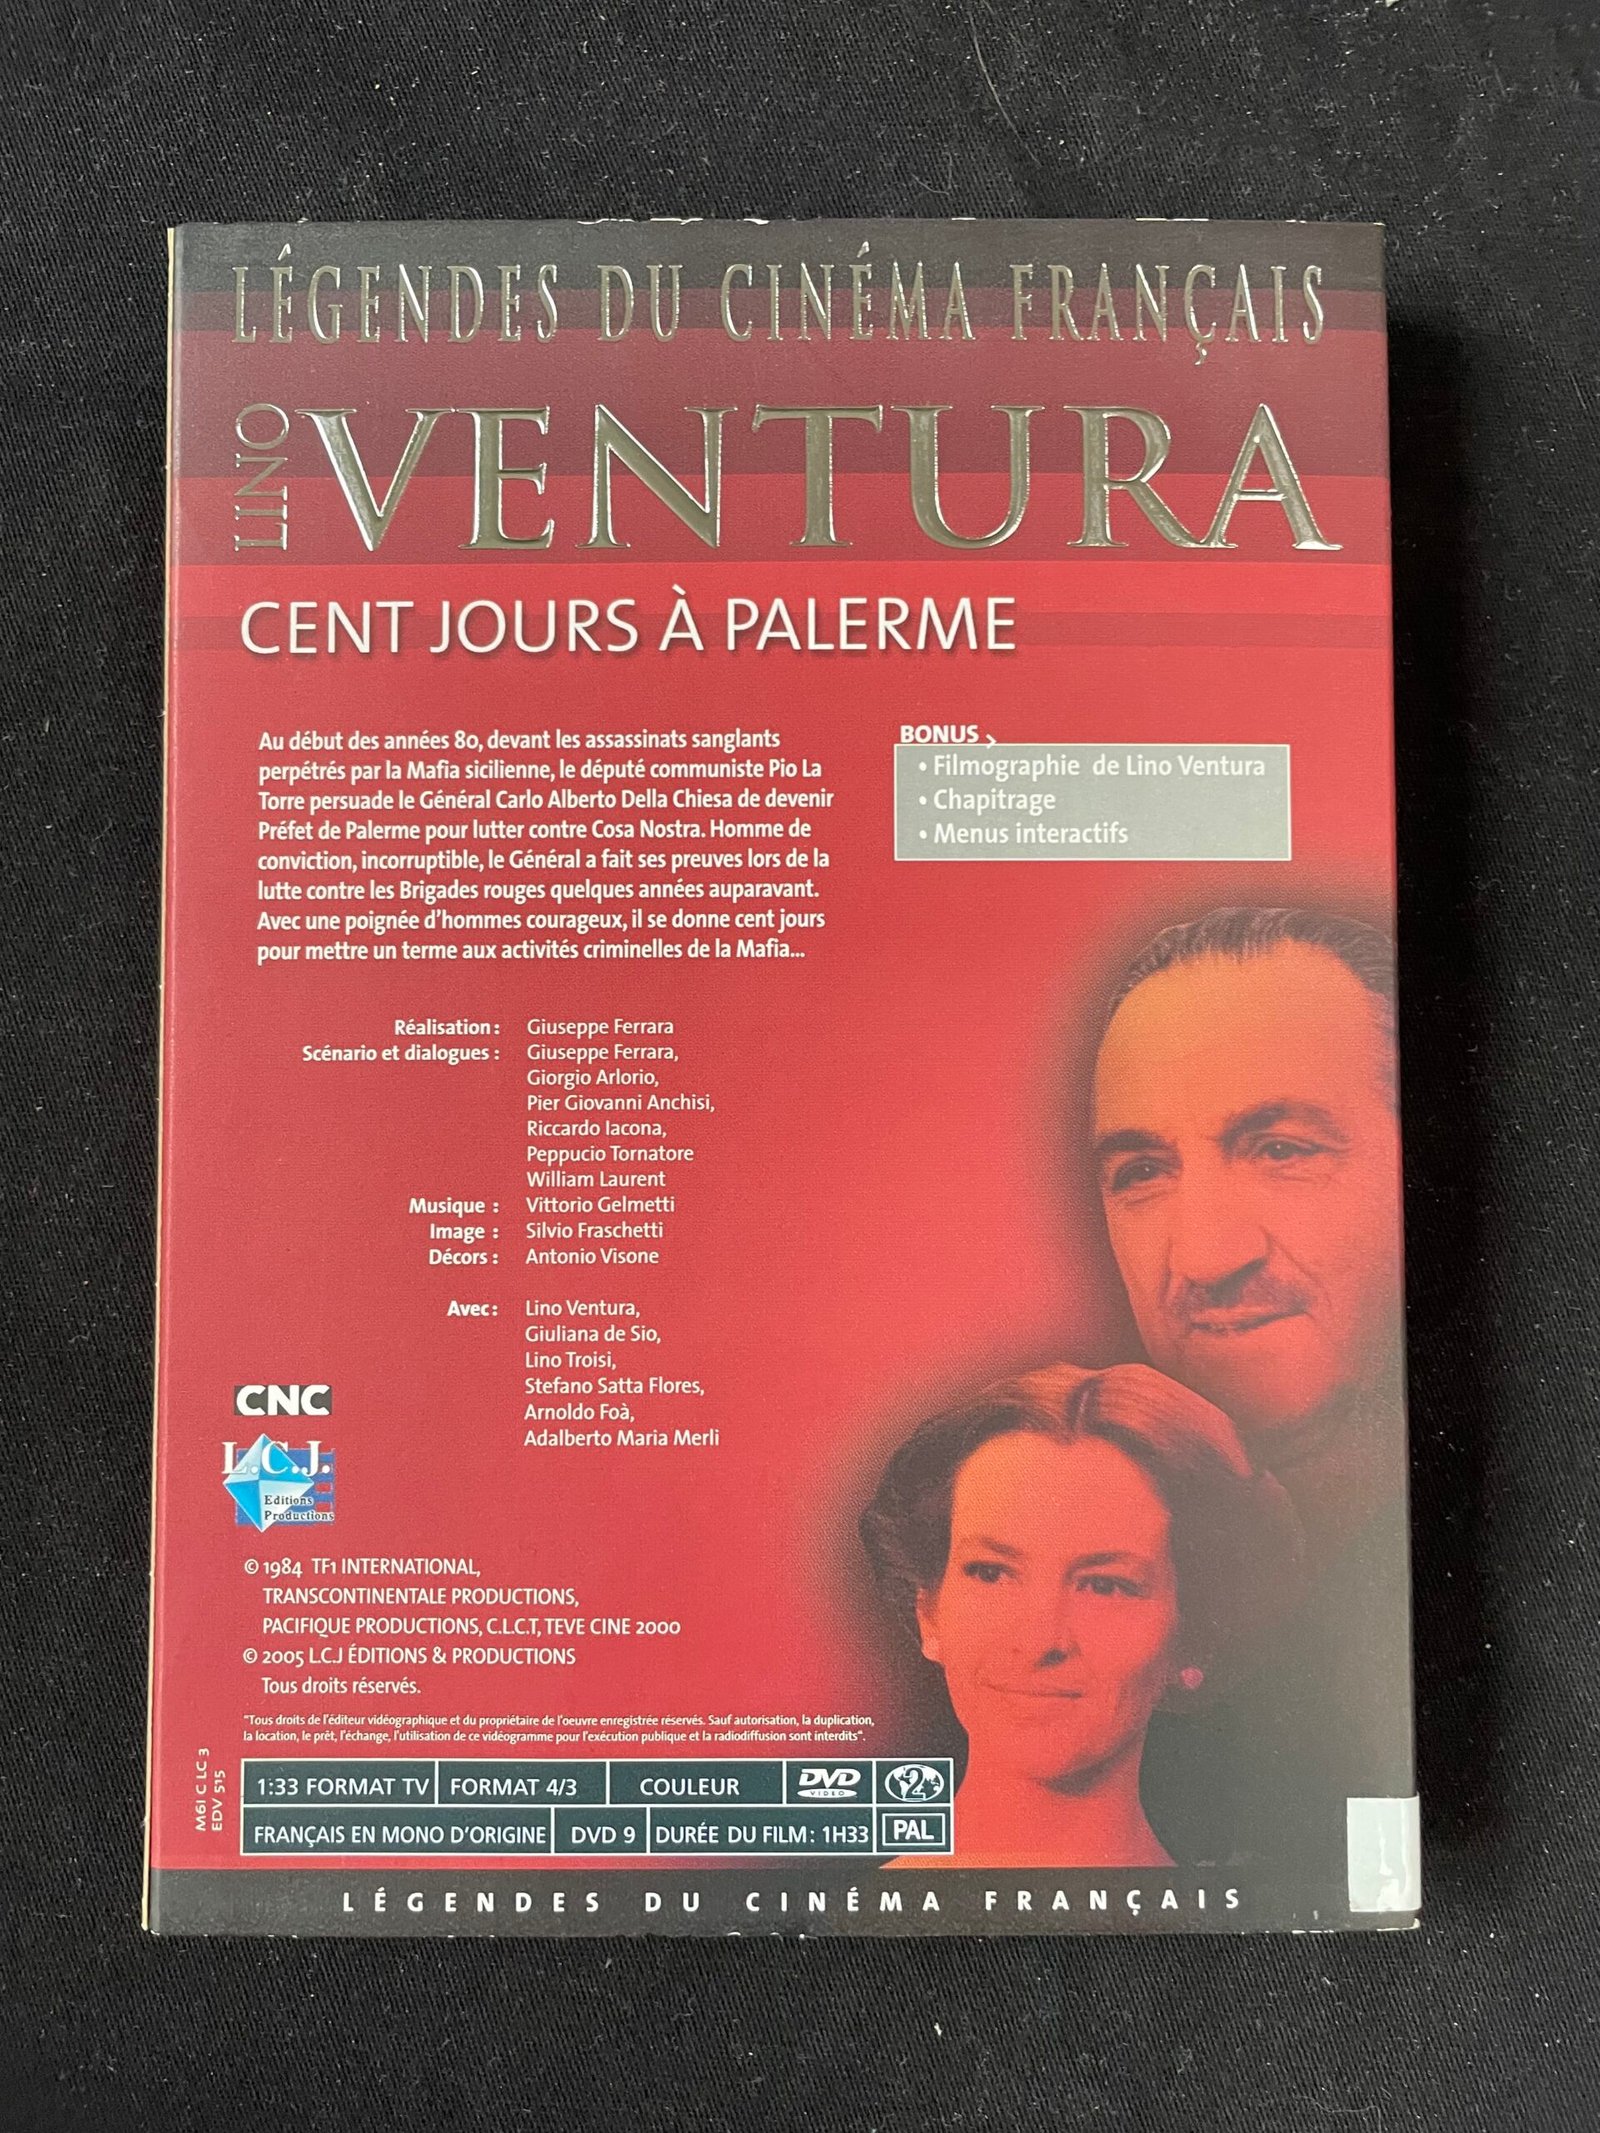 LÉGENDES DU CINÉMA FRANÇAIS
LINO VENTURA
CENT JOURS À PALERME
Au début des années 80, devant les assassinats sanglants
perpétrés par la Mafia sicilienne, le député communiste Pio La
Torre persuade le Général Carlo Alberto Della Chiesa de devenir
Préfet de Palerme pour lutter contre Cosa Nostra. Homme de
conviction, incorruptible, le Général a fait ses preuves lors de la
lutte contre les Brigades rouges quelques années auparavant.
Avec une poignée d'hommes courageux, il se donne cent jours
pour mettre un terme aux activités criminelles de la Mafia...
BONUS >
• Filmographie de Lino Ventura
• Chapitrage
• Menus interactifs
Réalisation : Giuseppe Ferrara
Scénario et dialogues : Giuseppe Ferrara,
Giorgio Arlorio,
Pier Giovanni Anchisi,
Riccardo Iacona,
Peppucio Tornatore
William Laurent
Musique : Vittorio Gelmetti
Image : Silvio Fraschetti
Décors : Antonio Visone
Avec : Lino Ventura,
Giuliana de Sio,
Lino Troisi,
Stefano Satta Flores,
Arnoldo Foà,
Adalberto Maria Merli
CNC
L.C.J.
Editions
Productions
© 1984 TF1 INTERNATIONAL,
TRANSCONTINENTALE PRODUCTIONS,
PACIFIQUE PRODUCTIONS, C.L.C.T, TEVE CINE 2000
© 2005 L.C.J ÉDITIONS & PRODUCTIONS
Tous droits réservés.
"Tous droits de l'éditeur vidéographique et du propriétaire de l'oeuvre enregistrée réservés. Sauf autorisation, la duplication,
la location, le prêt, l'échange, l'utilisation de ce vidéogramme pour l'exécution publique et la radiodiffusion sont interdits".
M6I C LC 3
EDV 515
1:33 FORMAT TV FORMAT 4/3 COULEUR DVD VIDEO 2
FRANÇAIS EN MONO D'ORIGINE DVD 9 DURÉE DU FILM : 1H33 PAL
LÉGENDES DU CINÉMA FRANÇAIS